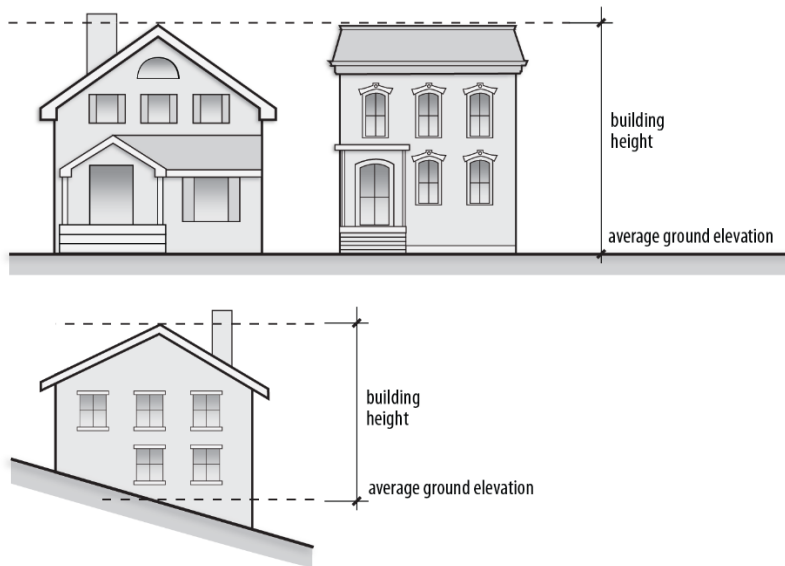 building
height
average ground elevation
building
height
average ground elevation